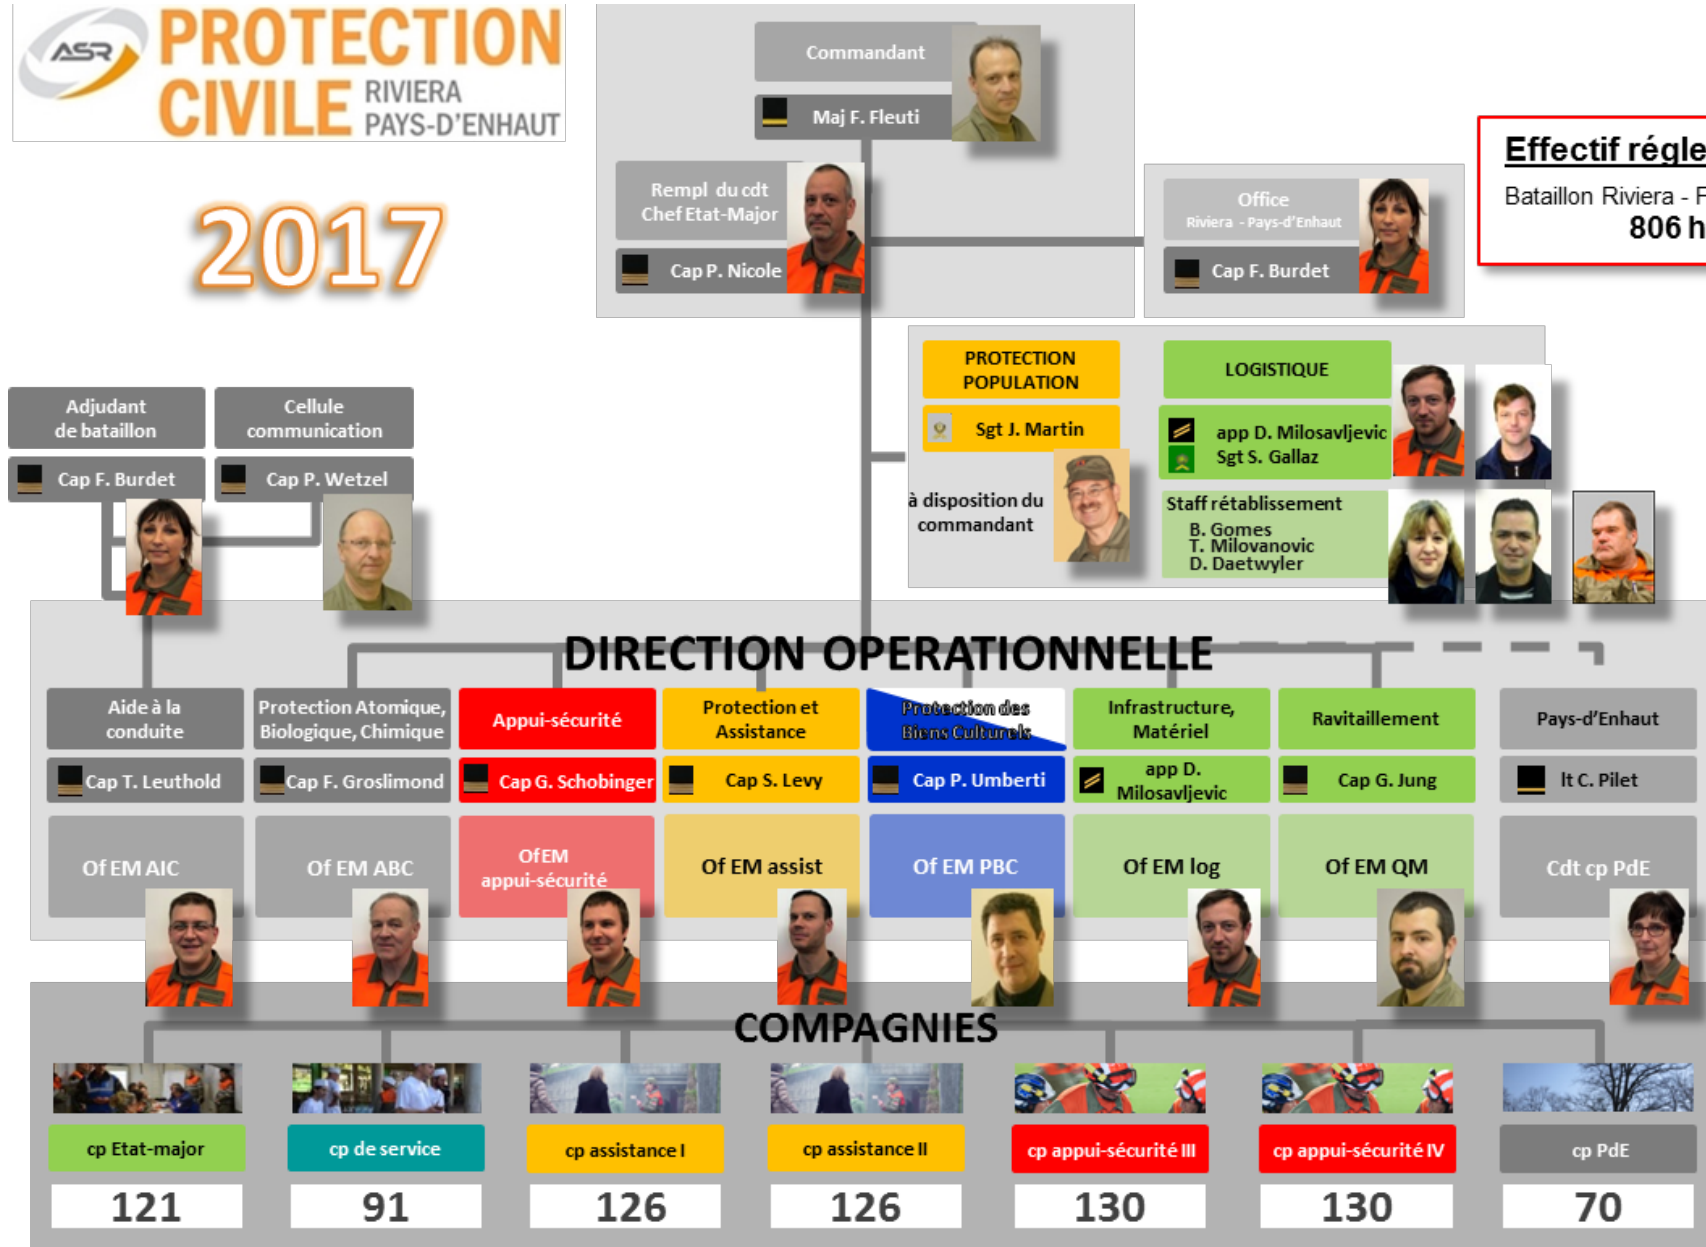 ASR
PROTECTION
CIVILE RIVIERA
PAYS-D'ENHAUT
2017
Commandant
Maj F. Fleuti
Rempl du cdt
Chef Etat-Major
Cap P. Nicole
Office
Riviera - Pays-d'Enhaut
Cap F. Burdet
Effectif régle
Bataillon Riviera - P
806 h
Adjudant
de bataillon
Cap F. Burdet
Cellule
communication
Cap P. Wetzel
PROTECTION
POPULATION
Sgt J. Martin
à disposition du
commandant
LOGISTIQUE
app D. Milosavljevic
Sgt S. Gallaz
Staff rétablissement
B. Gomes
T. Milovanovic
D. Daetwyler
DIRECTION OPERATIONNELLE
Aide à la
conduite
Cap T. Leuthold
Of EM AIC
Protection Atomique,
Biologique, Chimique
Cap F. Groslimond
Of EM ABC
Appui-sécurité
Cap G. Schobinger
Of EM
appui-sécurité
Protection et
Assistance
Cap S. Levy
Of EM assist
Protection des
Biens Culturels
Cap P. Umberti
Of EM PBC
Infrastructure,
Matériel
app D.
Milosavljevic
Of EM log
Ravitaillement
Cap G. Jung
Of EM QM
Pays-d'Enhaut
lt C. Pilet
Cdt cp PdE
COMPAGNIES
cp Etat-major
121
cp de service
91
cp assistance I
126
cp assistance II
126
cp appui-sécurité III
130
cp appui-sécurité IV
130
cp PdE
70